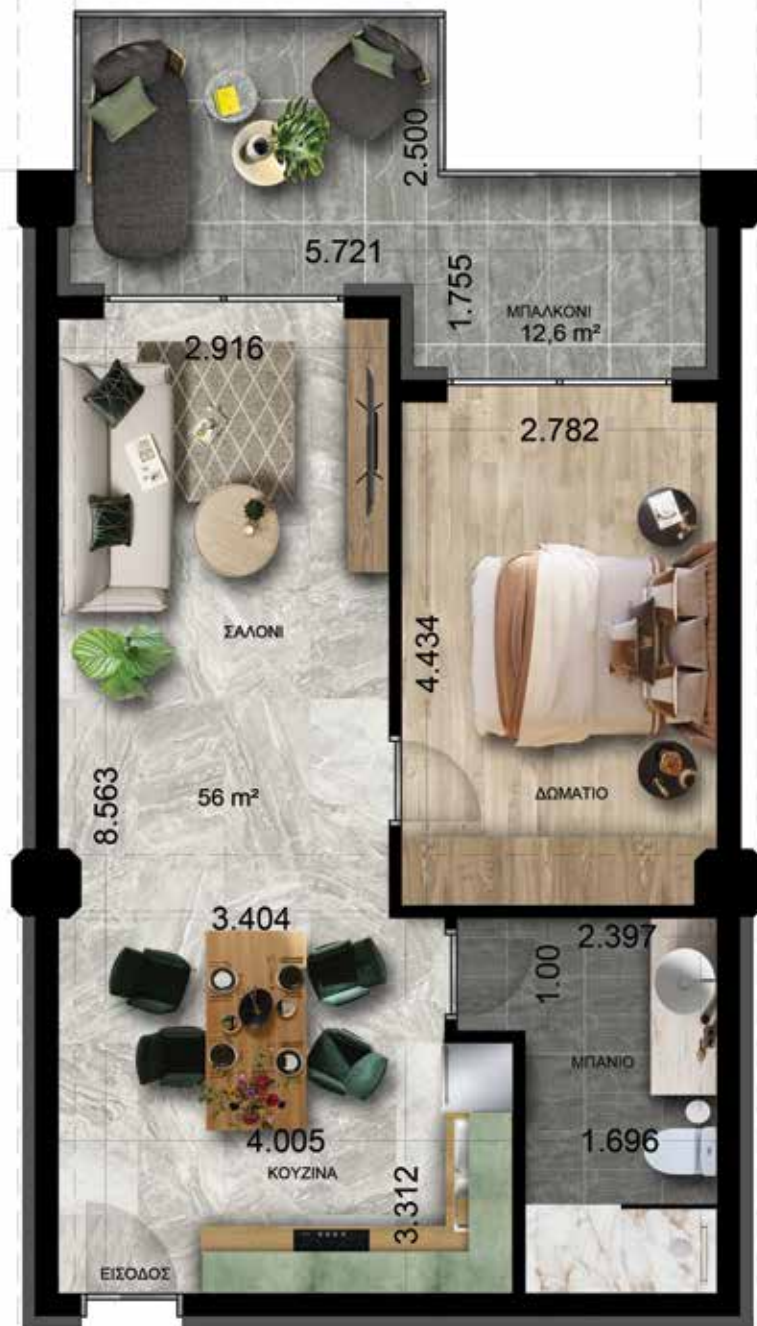 2.500
5.721
1.755
ΜΠΑΛΚΟΝΙ
12,6 m²
2.916
2.782
ΣΑΛΟΝΙ
4.434
8.563
56 m²
ΔΩΜΑΤΙΟ
3.404
2.397
1.00
ΜΠΑΝΙΟ
4.005
1.696
ΚΟΥΖΙΝΑ
3.312
ΕΙΣΟΔΟΣ